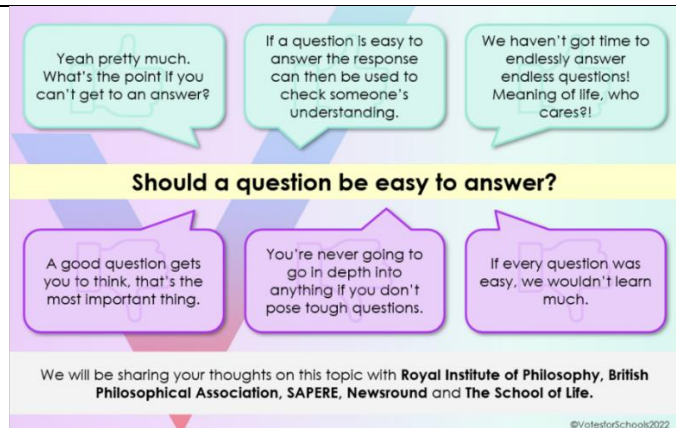 Yeah pretty much.
What's the point if you
can't get to an answer?
If a question is easy to
answer the response
can then be used to
check someone's
understanding.
We haven't got time to
endlessly answer
endless questions!
Meaning of life, who
cares?!
Should a question be easy to answer?
A good question gets
you to think, that's the
most important thing.
You're never going to
go in depth into
anything if you don't
pose tough questions.
If every question was
easy, we wouldn't learn
much.
We will be sharing your thoughts on this topic with Royal Institute of Philosophy, British
Philosophical Association, SAPERE, Newsround and The School of Life.
©VotesforSchools2022